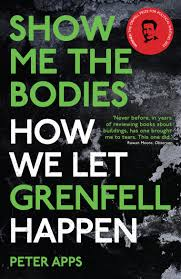 SHOW
ME THE
BODIES
HOW
WE LET
GRENFELL
HAPPEN
'Never before, in
years of reviewing books about
buildings, has one brought
me to tears. This one did.'
Rowan Moore, Observer
PETER APPS